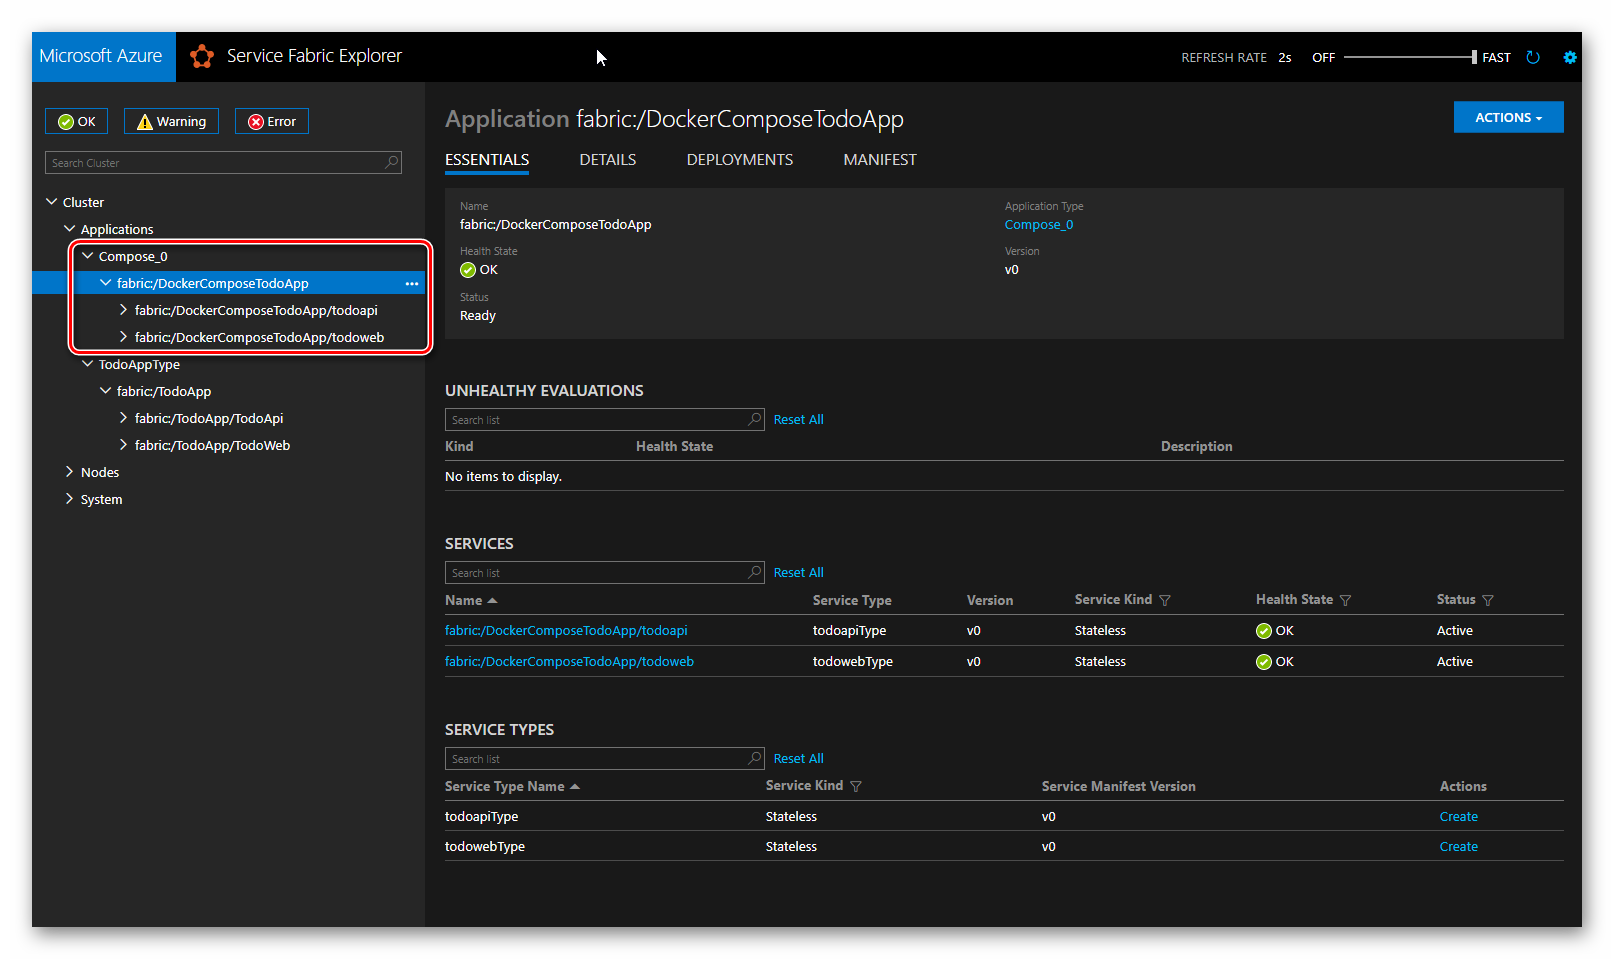 Microsoft Azure
Service Fabric Explorer
REFRESH RATE 2s OFF FAST
OK Warning Error
Search Cluster
Cluster
Applications
Compose_0
fabric:/DockerComposeTodoApp
fabric:/DockerComposeTodoApp/todoapi
fabric:/DockerComposeTodoApp/todoweb
TodoAppType
fabric:/TodoApp
fabric:/TodoApp/TodoApi
fabric:/TodoApp/TodoWeb
Nodes
System
Application fabric:/DockerComposeTodoApp
ACTIONS
ESSENTIALS DETAILS DEPLOYMENTS MANIFEST
Name Application Type
fabric:/DockerComposeTodoApp Compose_0
Health State Version
OK v0
Status
Ready
UNHEALTHY EVALUATIONS
Search list Reset All
Kind Health State Description
No items to display.
SERVICES
Search list Reset All
Name Service Type Version Service Kind Health State Status
fabric:/DockerComposeTodoApp/todoapi todoapiType v0 Stateless OK Active
fabric:/DockerComposeTodoApp/todoweb todowebType v0 Stateless OK Active
SERVICE TYPES
Search list Reset All
Service Type Name Service Kind Service Manifest Version Actions
todoapiType Stateless v0 Create
todowebType Stateless v0 Create